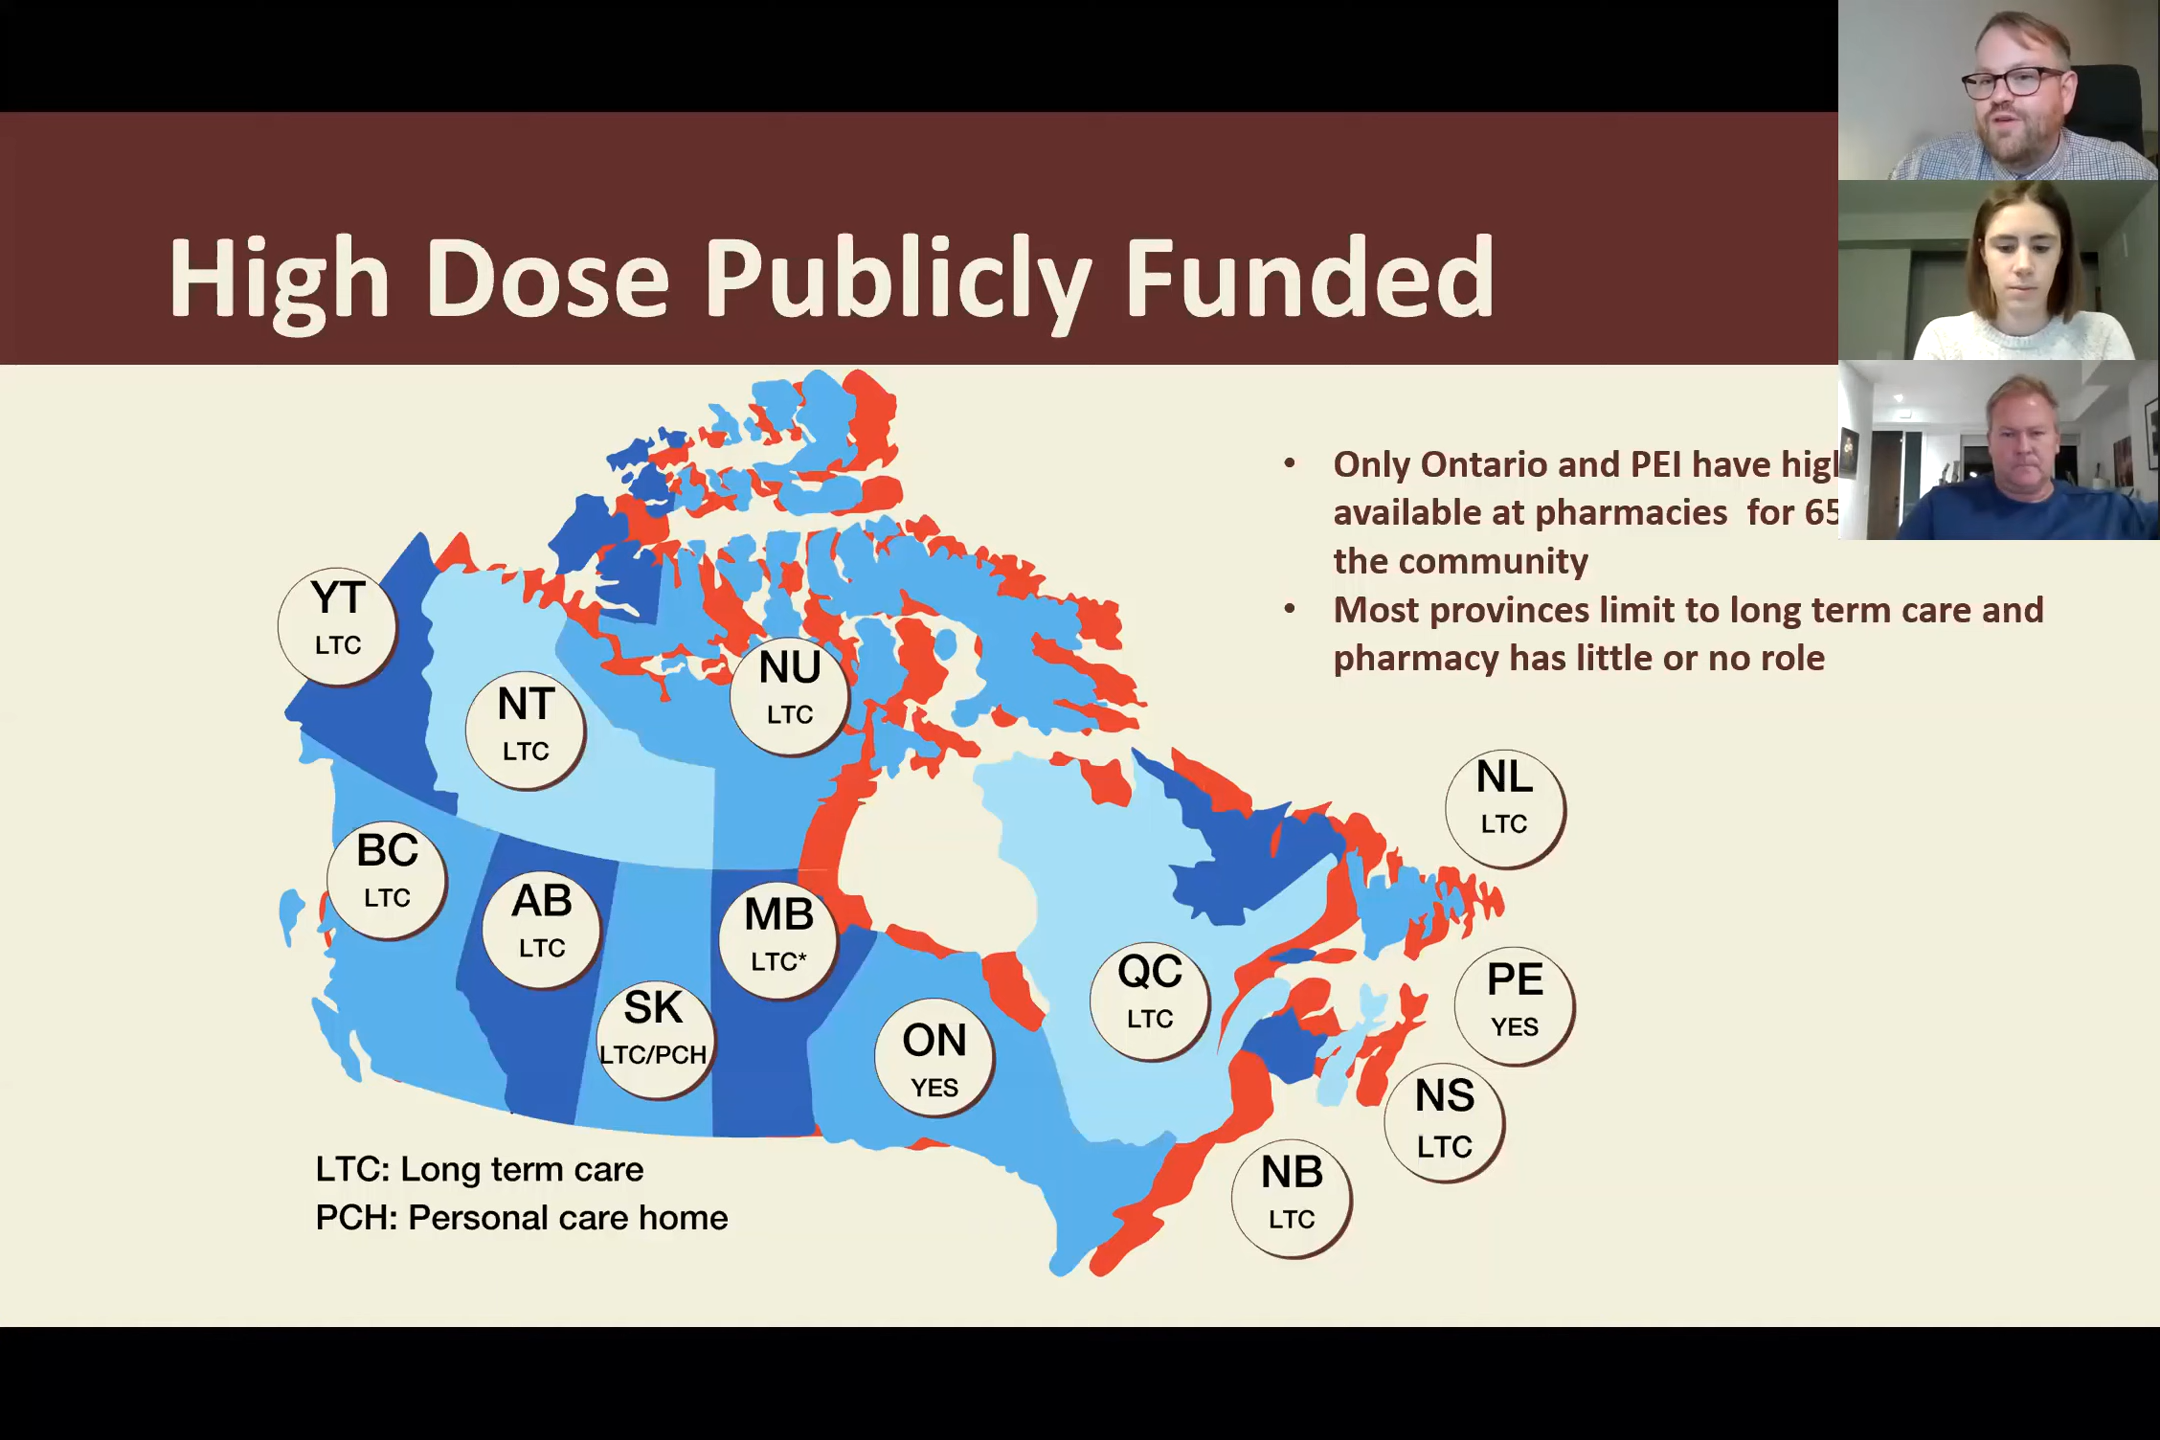 High Dose Publicly Funded
• Only Ontario and PEI have
available at pharmacies for 65
the community
• Most provinces limit to long term care and
pharmacy has little or no role
YT
LTC
NT
LTC
NU
LTC
BC
LTC
AB
LTC
SK
LTC/PCH
MB
LTC*
ON
YES
QC
LTC
NL
LTC
PE
YES
NS
LTC
NB
LTC
LTC: Long term care
PCH: Personal care home